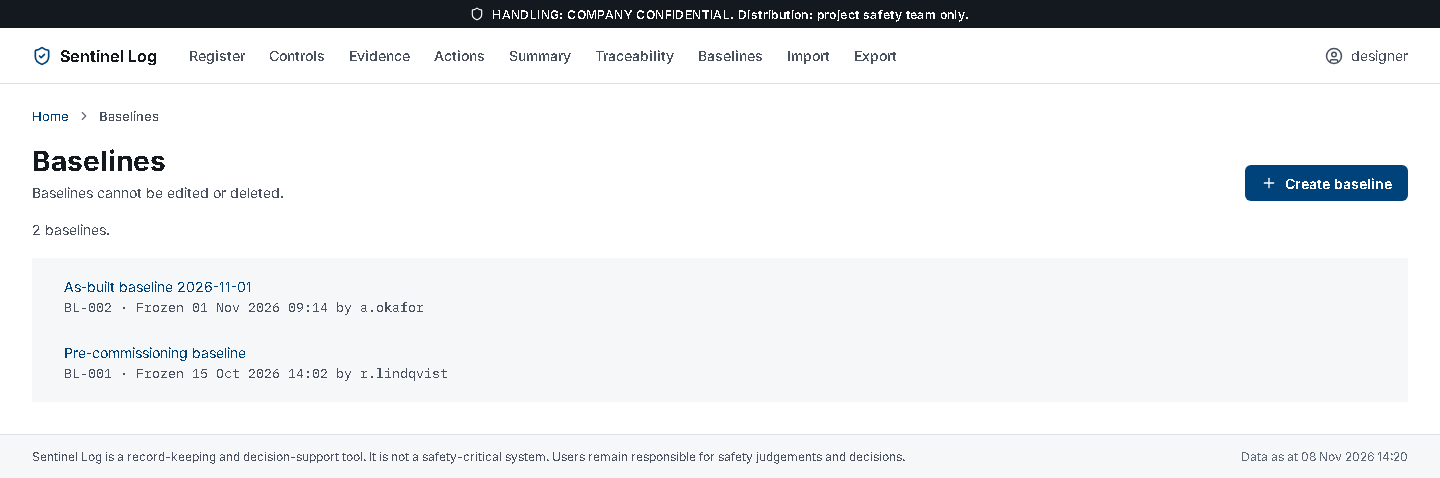 HANDLING: COMPANY CONFIDENTIAL. Distribution: project safety team only.
Sentinel Log Register Controls Evidence Actions Summary Traceability Baselines Import Export designer
Home Baselines
Baselines
Baselines cannot be edited or deleted.
Create baseline
2 baselines.
As-built baseline 2026-11-01
BL-002 · Frozen 01 Nov 2026 09:14 by a.okafor
Pre-commissioning baseline
BL-001 · Frozen 15 Oct 2026 14:02 by r.lindqvist
Sentinel Log is a record-keeping and decision-support tool. It is not a safety-critical system. Users remain responsible for safety judgements and decisions. Data as at 08 Nov 2026 14:20